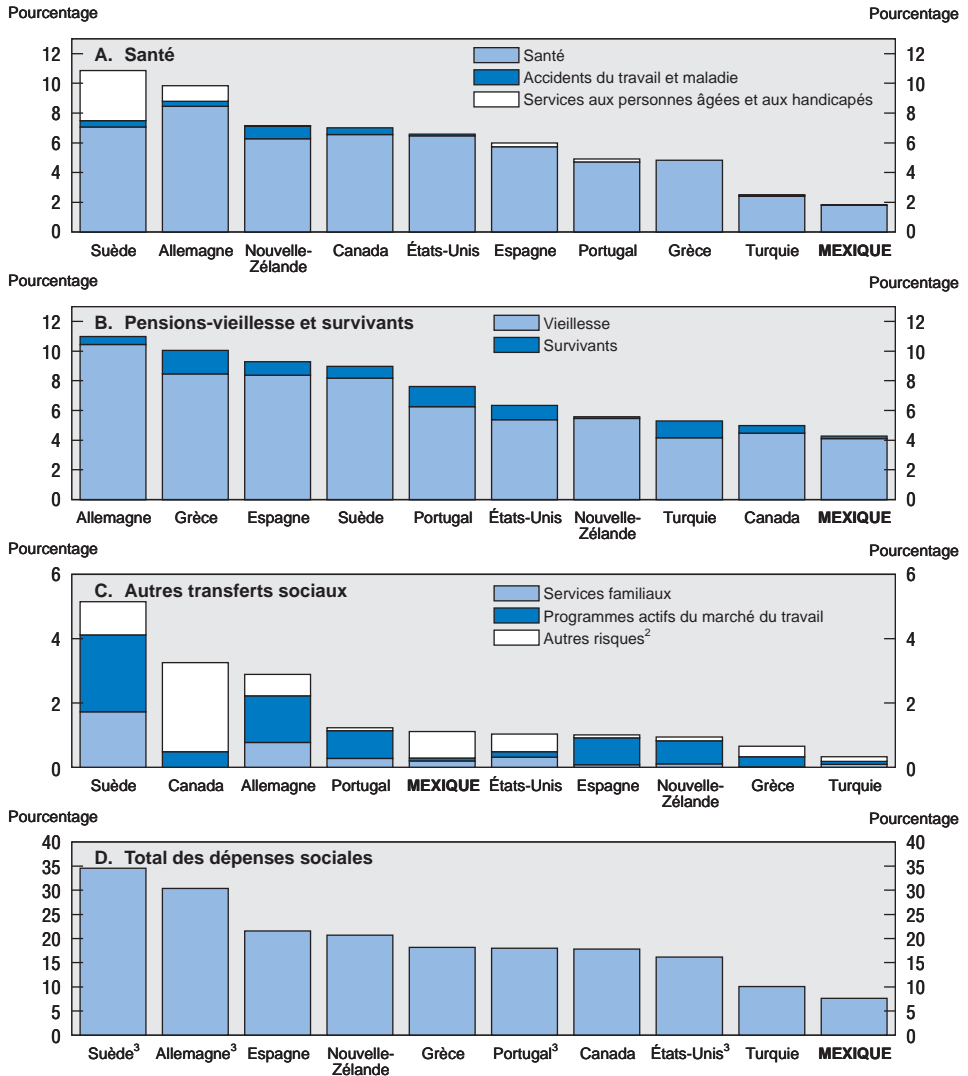 Pourcentage Pourcentage
A. Santé
Santé
Accidents du travail et maladie
Services aux personnes âgées et aux handicapés
12 12
10 10
8 8
6 6
4 4
2 2
0 0
Suède Allemagne Nouvelle-Zélande Canada États-Unis Espagne Portugal Grèce Turquie MEXIQUE
Pourcentage Pourcentage
B. Pensions-vieillesse et survivants
Vieillesse
Survivants
12 12
10 10
8 8
6 6
4 4
2 2
0 0
Allemagne Grèce Espagne Suède Portugal États-Unis Nouvelle-Zélande Turquie Canada MEXIQUE
Pourcentage Pourcentage
C. Autres transferts sociaux
Services familiaux
Programmes actifs du marché du travail
Autres risques²
6 6
4 4
2 2
0 0
Suède Canada Allemagne Portugal MEXIQUE États-Unis Espagne Nouvelle-Zélande Grèce Turquie
Pourcentage Pourcentage
D. Total des dépenses sociales
40 40
35 35
30 30
25 25
20 20
15 15
10 10
5 5
0 0
Suède³ Allemagne³ Espagne Nouvelle-Zélande Grèce Portugal³ Canada États-Unis³ Turquie MEXIQUE